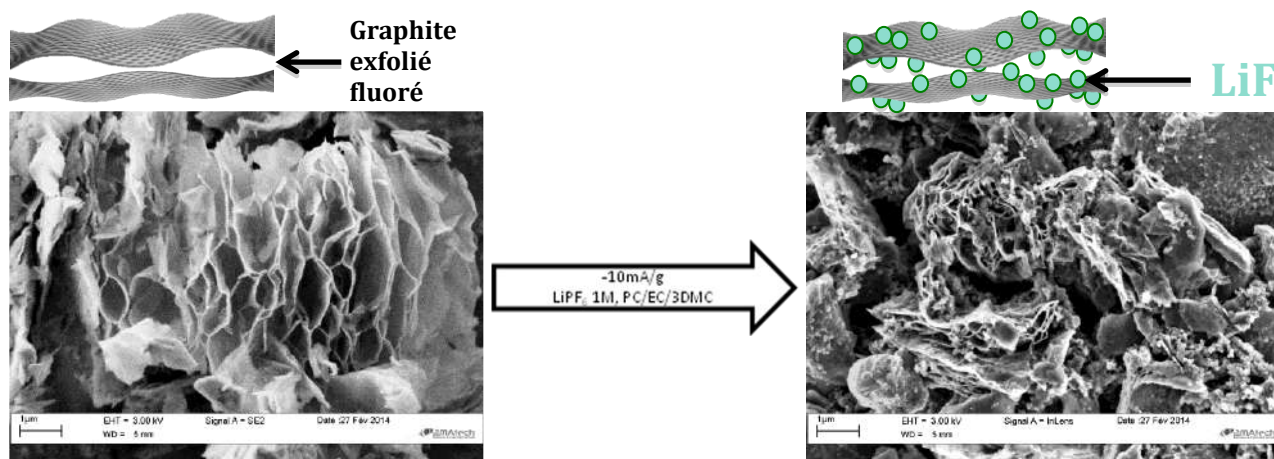 Graphite
exfolié
fluoré
LiF
-10mA/g
LiPF₆ 1M, PC/EC/3DMC
1µm
EHT = 3.00 kV
Signal A = SE2
Date :27 Fév 2014
WD = 5 mm
1µm
EHT = 3.00 kV
Signal A = InLens
Date :27 Fév 2014
WD = 5 mm